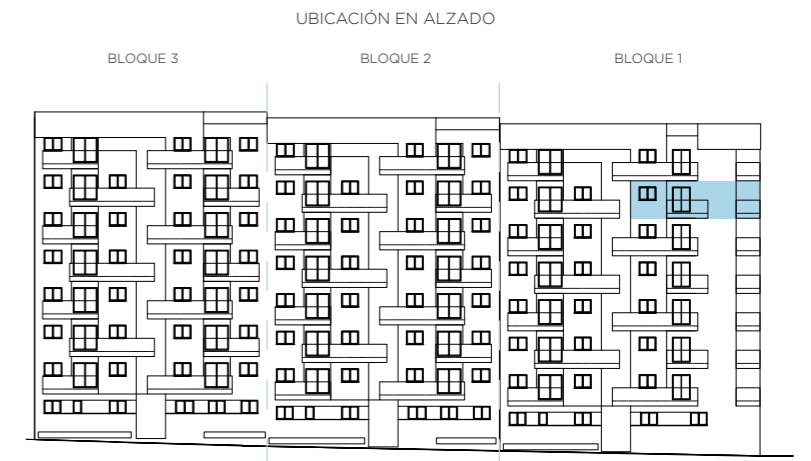 UBICACIÓN EN ALZADO
BLOQUE 3
BLOQUE 2
BLOQUE 1